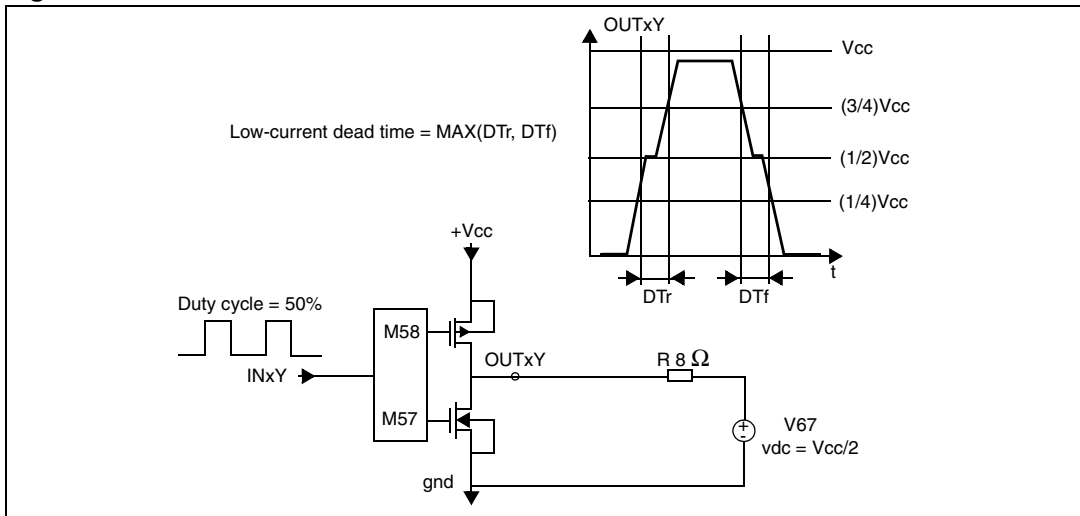 OUTxY
Vcc
(3/4)Vcc
Low-current dead time = MAX(DTr, DTf)
(1/2)Vcc
(1/4)Vcc
+Vcc
t
DTr
DTf
Duty cycle = 50%
M58
OUTxY
R 8 Ω
INxY
M57
+
-
V67
vdc = Vcc/2
gnd